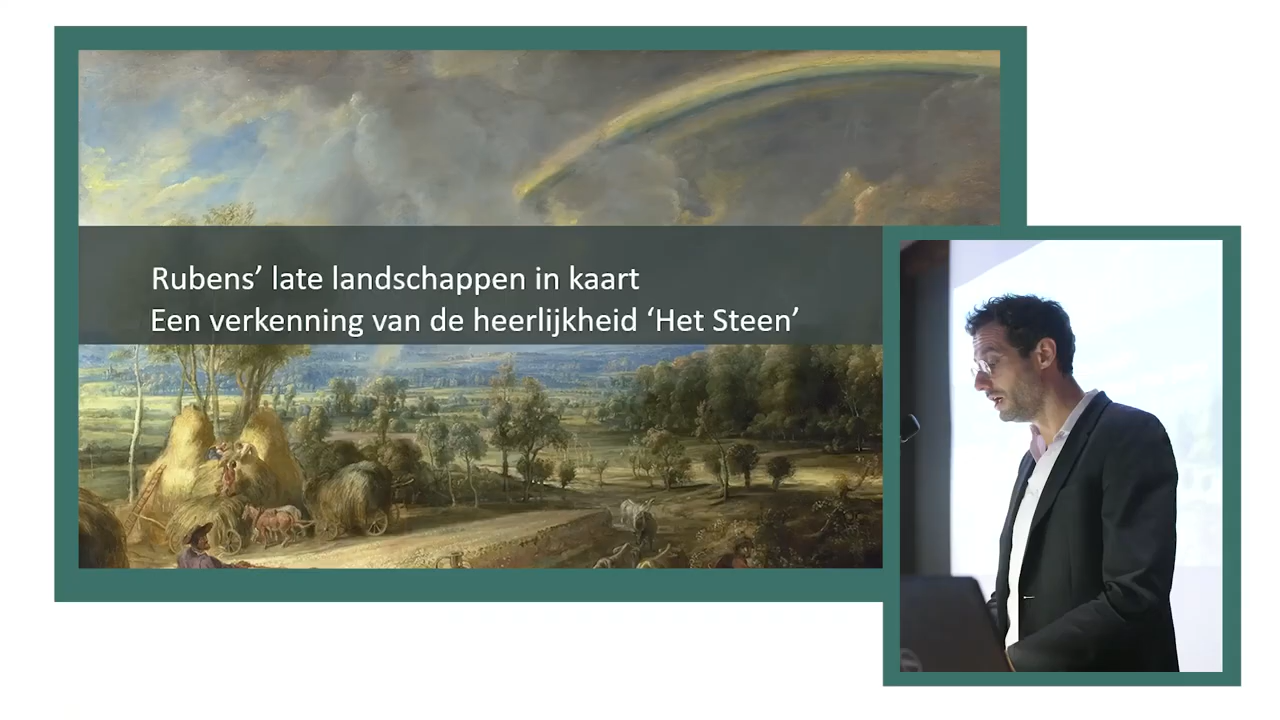 Rubens’ late landschappen in kaart
Een verkenning van de heerlijkheid ‘Het Steen’